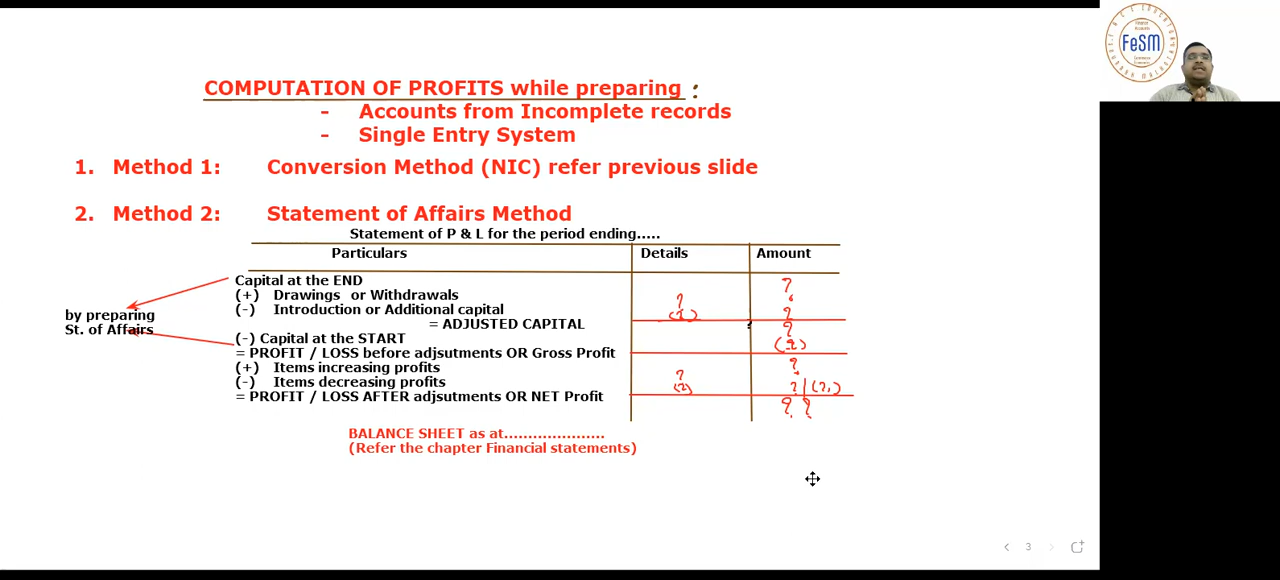 COMPUTATION OF PROFITS while preparing :
- Accounts from Incomplete records
- Single Entry System
1. Method 1: Conversion Method (NIC) refer previous slide
2. Method 2: Statement of Affairs Method
Statement of P & L for the period ending.....
Particulars Details Amount
Capital at the END ?
(+) Drawings or Withdrawals ?
(-) Introduction or Additional capital (?) ?
= ADJUSTED CAPITAL ? ?
(-) Capital at the START (?)
= PROFIT / LOSS before adjsutments OR Gross Profit
(+) Items increasing profits ? ?
(-) Items decreasing profits (?) ? | (?)
= PROFIT / LOSS AFTER adjsutments OR NET Profit ? ?
by preparing
St. of Affairs
BALANCE SHEET as at.....................
(Refer the chapter Financial statements)
3
FeSM